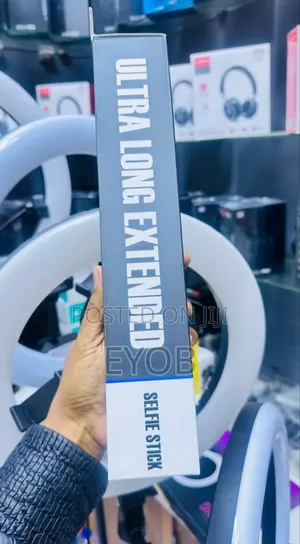 ULTRA LONG EXTENDED
SELFIE STICK
POSTED ON JIJI
EYOB